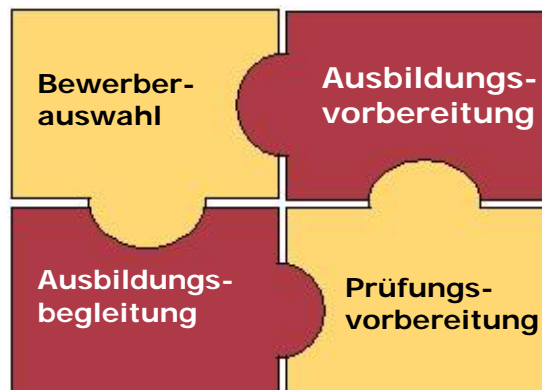 Bewerber-
auswahl
Ausbildungs-
vorbereitung
Ausbildungs-
begleitung
Prüfungs-
vorbereitung